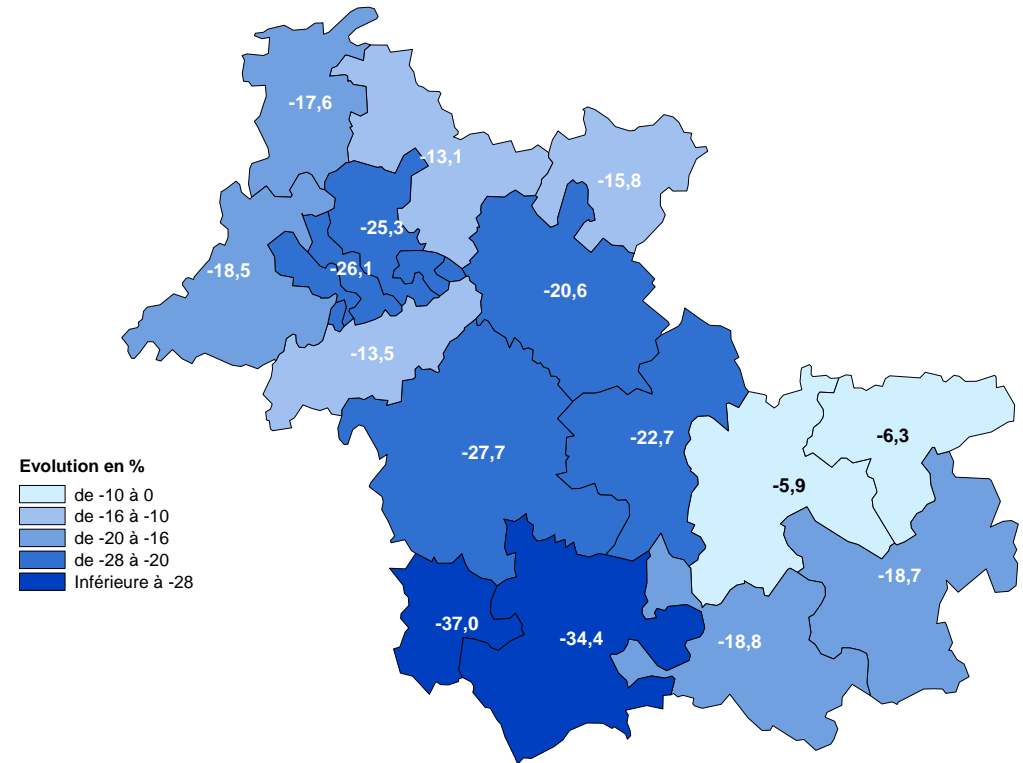 -17,6
-13,1
-15,8
-25,3
-18,5
-26,1
-20,6
-13,5
-22,7
-6,3
-27,7
-5,9
Evolution en %
de -10 à 0
de -16 à -10
de -20 à -16
de -28 à -20
Inférieure à -28
-18,7
-37,0
-34,4
-18,8